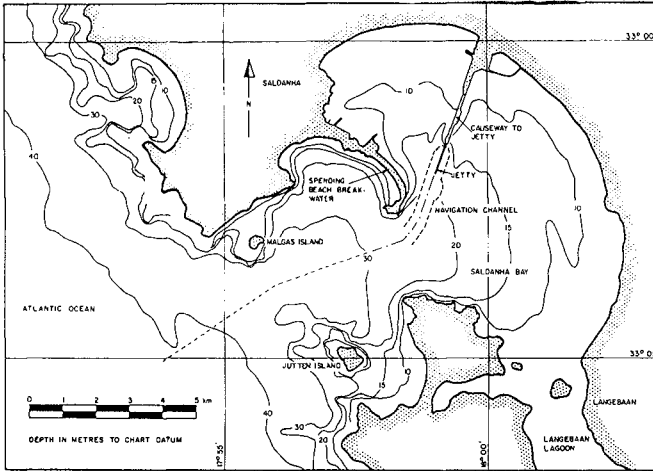 33° 00
15
10
30
20
40
SALDANHA
N
10
CAUSEWAY TO
JETTY
SPENDING
BEACH BREAK-
WATER
JETTY
NAVIGATION CHANNEL
10
15
20
MALGAS ISLAND
30
SALDANHA BAY
ATLANTIC OCEAN
33° 0
JUTTEN ISLAND
15
10
0 1 2 3 4 5 km
40
30
20
DEPTH IN METRES TO CHART DATUM
17° 55'
18° 00'
LANGEBAAN
LANGEBAAN
LAGOON